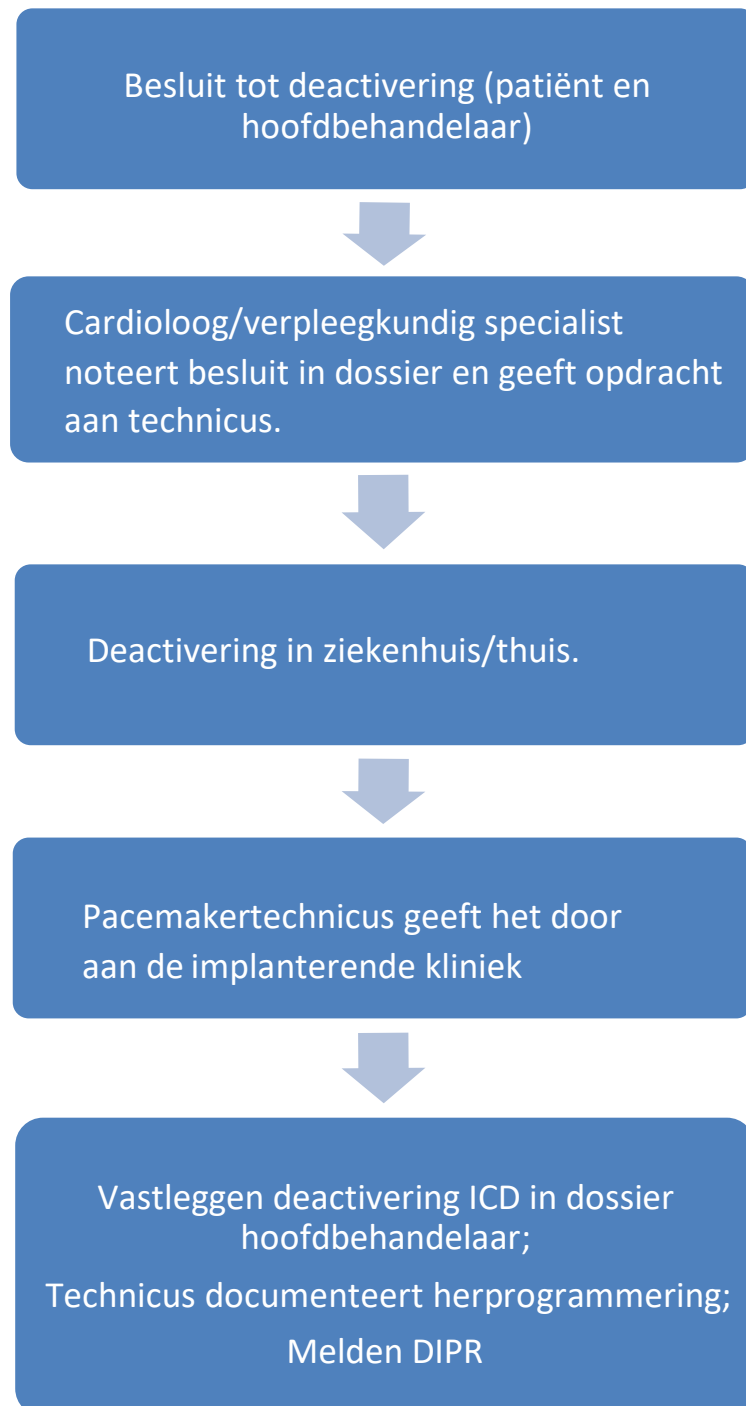 Besluit tot deactivering (patiënt en
hoofdbehandelaar)
Cardioloog/verpleegkundig specialist
noteert besluit in dossier en geeft opdracht
aan technicus.
Deactivering in ziekenhuis/thuis.
Pacemakertechnicus geeft het door
aan de implanterende kliniek
Vastleggen deactivering ICD in dossier
hoofdbehandelaar;
Technicus documenteert herprogrammering;
Melden DIPR